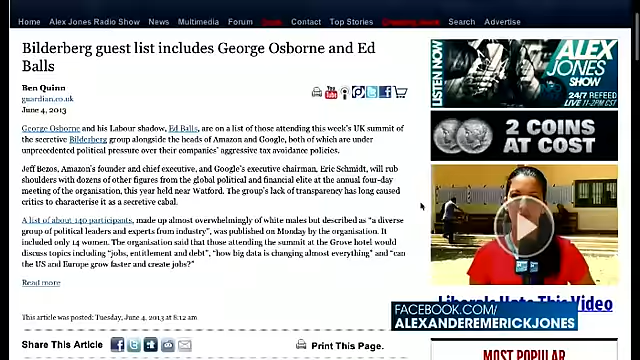 Home Alex Jones Radio Show News Multimedia Forum Contact Top Stories Breaking News Search Advertise
Bilderberg guest list includes George Osborne and Ed
Balls
Ben Quinn
guardian.co.uk
June 4, 2013
You Tube
George Osborne and his Labour shadow, Ed Balls, are on a list of those attending this week's UK summit of
the secretive Bilderberg group alongside the heads of Amazon and Google, both of which are under
unprecedented political pressure over their companies' aggressive tax avoidance policies.
Jeff Bezos, Amazon's founder and chief executive, and Google's executive chairman, Eric Schmidt, will rub
shoulders with dozens of other figures from the global political and financial elite at the annual four-day
meeting of the organisation, this year held near Watford. The group's lack of transparency has long caused
critics to characterise it as a secretive cabal.
A list of about 140 participants, made up almost overwhelmingly of white males but described as "a diverse
group of political leaders and experts from industry", was published on Monday by the organisation. It
included only 14 women. The organisation said that those attending the summit at the Grove hotel would
discuss topics including "jobs, entitlement and debt", "how big data is changing almost everything" and "can
the US and Europe grow faster and create jobs?"
Read more
This article was posted: Tuesday, June 4, 2013 at 8:12 am
Share This Article
Print This Page.
LISTEN NOW
ALEX
JONES
SHOW
24/7 REFEED
LIVE 11-2PM CST
2 COINS
AT COST
Liberals Hate This Video
FACEBOOK.COM/
ALEXANDEREMERICKJONES
MOST POPULAR